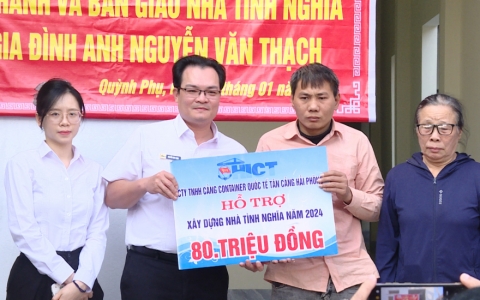 HÀNH VÀ BÀN GIAO NHÀ TÌNH NGHĨA
GIA ĐÌNH ANH NGUYỄN VĂN THẠCH
Quỳnh Phụ, tháng 01 nă
HICT
CTY TNHH CẢNG CONTAINER QUỐC TẾ TÂN CẢNG HẢI PHÒNG
HỖ TRỢ
XÂY DỰNG NHÀ TÌNH NGHĨA NĂM 2024
80.TRIỆU ĐỒNG